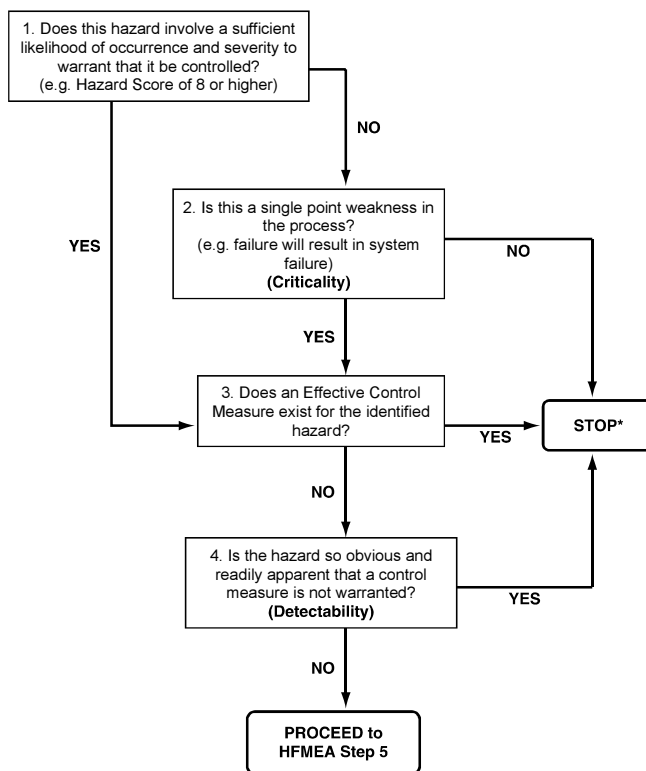 1. Does this hazard involve a sufficient
likelihood of occurrence and severity to
warrant that it be controlled?
(e.g. Hazard Score of 8 or higher)
NO
2. Is this a single point weakness in
the process?
(e.g. failure will result in system
failure)
(Criticality)
NO
YES
YES
3. Does an Effective Control
Measure exist for the identified
hazard?
YES
STOP*
NO
4. Is the hazard so obvious and
readily apparent that a control
measure is not warranted?
(Detectability)
YES
NO
PROCEED to
HFMEA Step 5